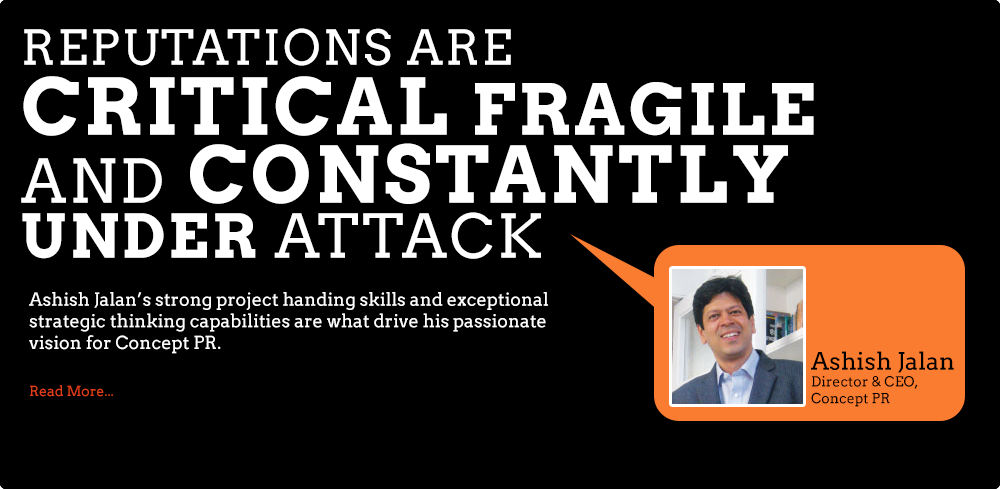 REPUTATIONS ARE
CRITICAL FRAGILE
AND CONSTANTLY
UNDER ATTACK
Ashish Jalan’s strong project handing skills and exceptional
strategic thinking capabilities are what drive his passionate
vision for Concept PR.
Read More...
Ashish Jalan
Director & CEO,
Concept PR